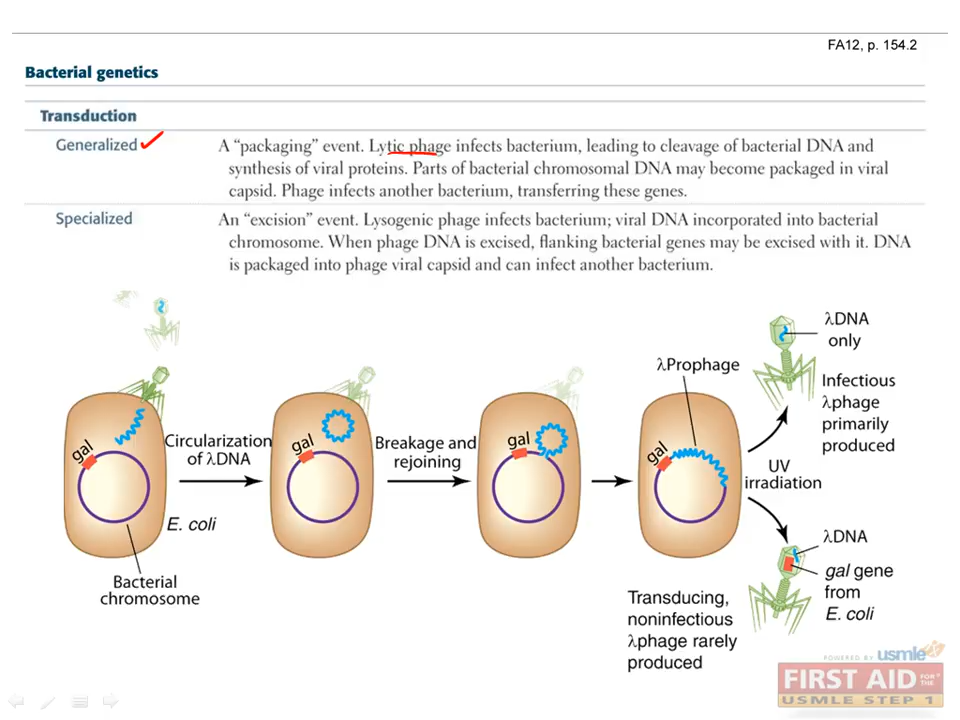 FA12, p. 154.2
Bacterial genetics
Transduction
Generalized
A “packaging” event. Lytic phage infects bacterium, leading to cleavage of bacterial DNA and
synthesis of viral proteins. Parts of bacterial chromosomal DNA may become packaged in viral
capsid. Phage infects another bacterium, transferring these genes.
Specialized
An “excision” event. Lysogenic phage infects bacterium; viral DNA incorporated into bacterial
chromosome. When phage DNA is excised, flanking bacterial genes may be excised with it. DNA
is packaged into phage viral capsid and can infect another bacterium.
gal
E. coli
Bacterial
chromosome
Circularization
of λDNA
gal
Breakage and
rejoining
gal
λProphage
gal
UV
irradiation
λDNA
only
Infectious
λphage
primarily
produced
λDNA
gal gene
from
E. coli
Transducing,
noninfectious
λphage rarely
produced
POWERED BY usmle
FIRST AID FOR THE
USMLE STEP 1